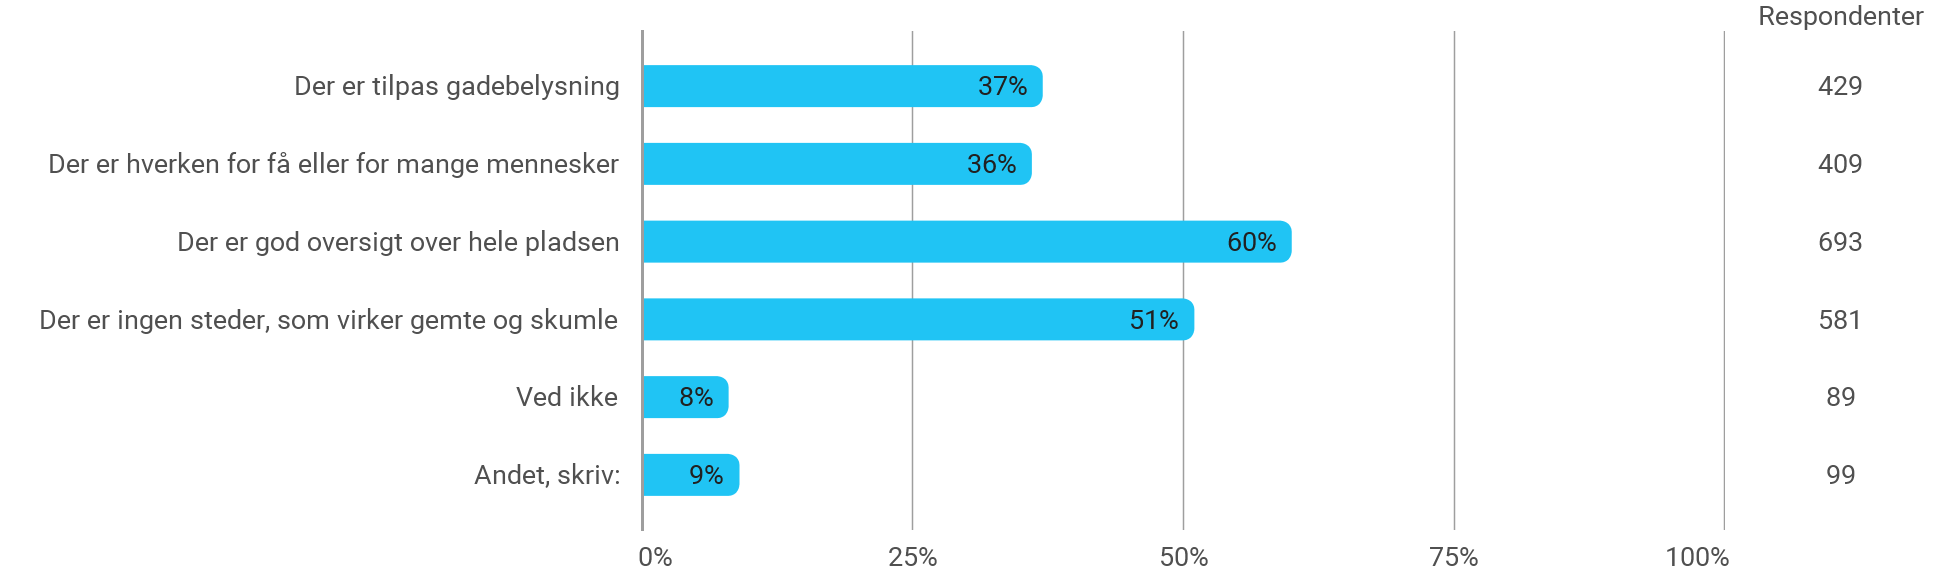 Respondenter
Der er tilpas gadebelysning 37% 429
Der er hverken for få eller for mange mennesker 36% 409
Der er god oversigt over hele pladsen 60% 693
Der er ingen steder, som virker gemte og skumle 51% 581
Ved ikke 8% 89
Andet, skriv: 9% 99
0% 25% 50% 75% 100%